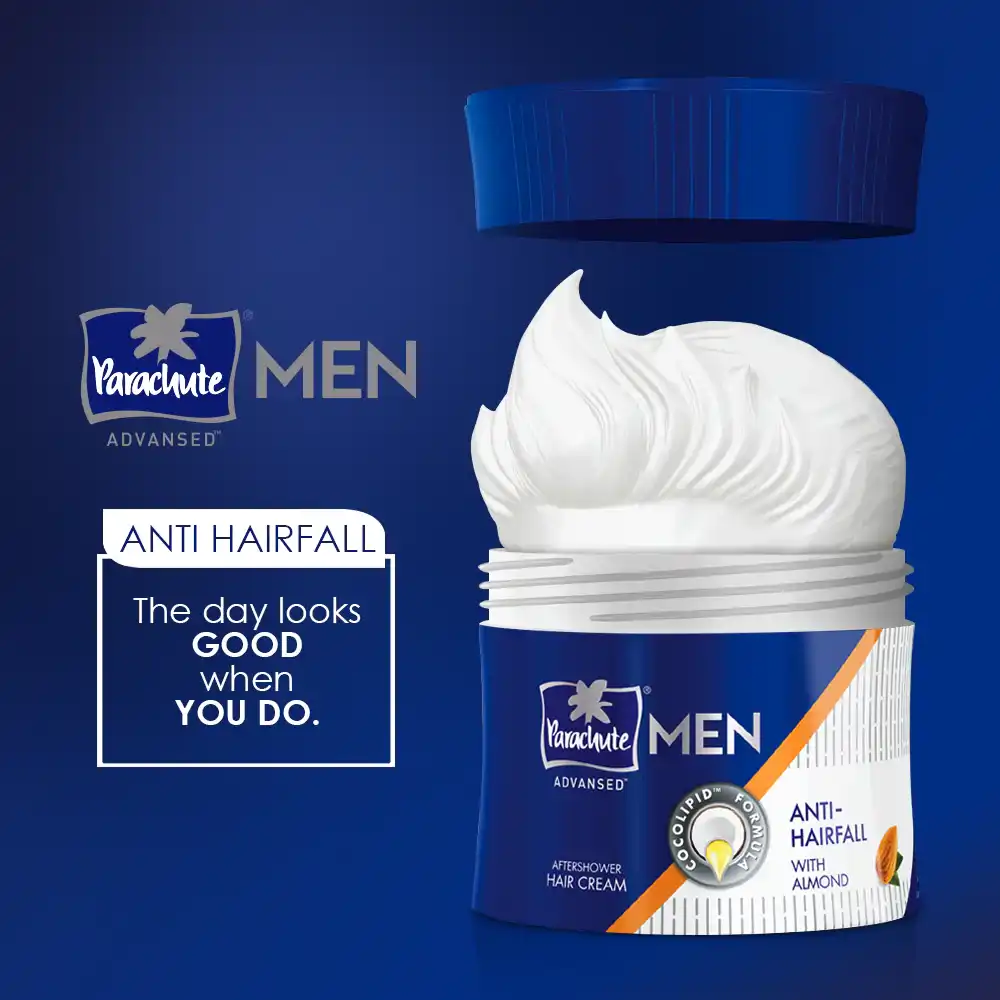 Parachute®
MEN
ADVANSED™
ANTI HAIRFALL
The day looks
GOOD
when
YOU DO.
Parachute®
MEN
ADVANSED™
COCOLIPID™ FORMULA
ANTI-
HAIRFALL
WITH
ALMOND
AFTERSHOWER
HAIR CREAM